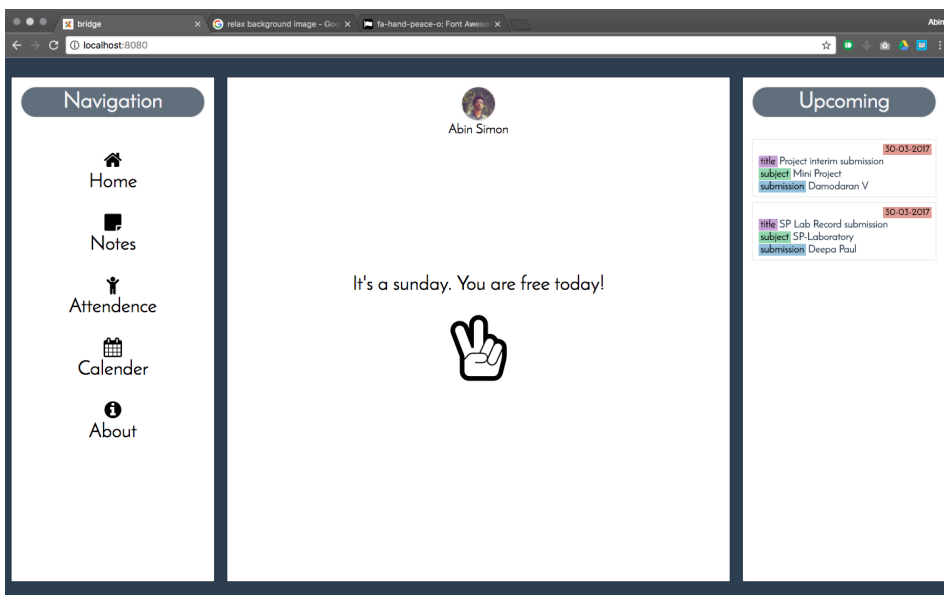 bridge
relax background image - Goo
fa-hand-peace-o: Font Aweso
Abin
localhost:8080
Navigation
Home
Notes
Attendence
Calender
About
Abin Simon
It's a sunday. You are free today!
Upcoming
30-03-2017
title Project interim submission
subject Mini Project
submission Damodaran V
30-03-2017
title SP Lab Record submission
subject SP-Laboratory
submission Deepa Paul